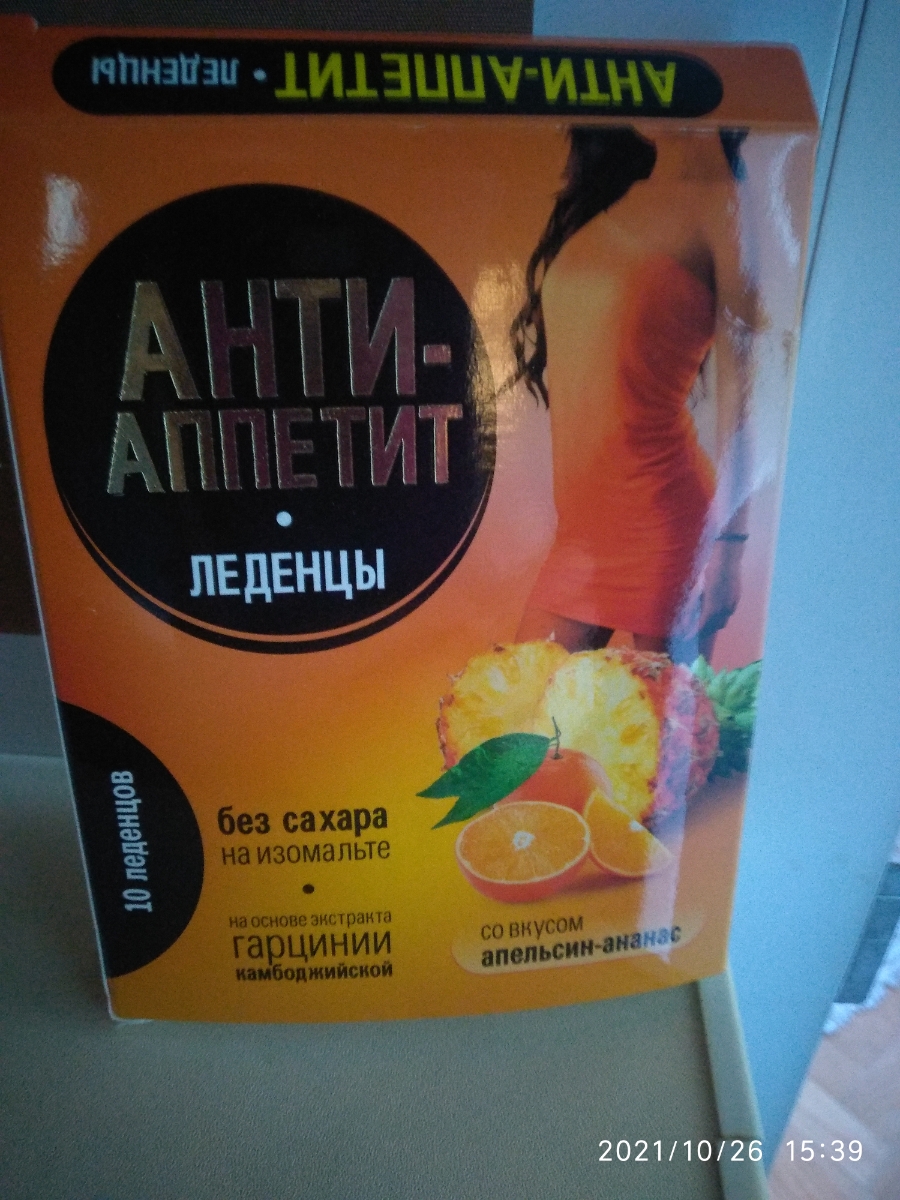 АНТИ-АППЕТИТ • ЛЕДЕНЦЫ
АНТИ-
АППЕТИТ
•
ЛЕДЕНЦЫ
10 леденцов
без сахара
на изомальте
•
на основе экстракта
гарцинии
камбоджийской
со вкусом
апельсин-ананас
2021/10/26 15:39